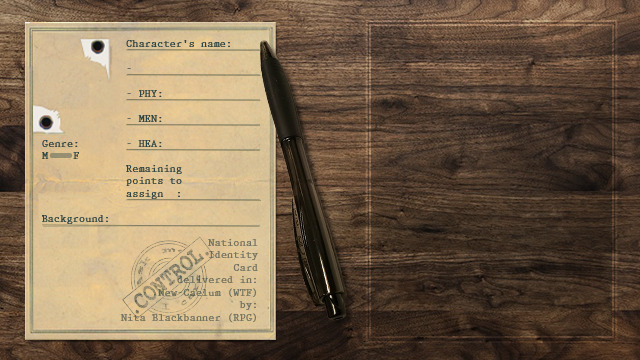 Character's name:
-
- PHY:
- MEN:
- HEA:
Genre:
M F
Remaining
points to
assign :
Background:
National
Identity
Card
delivered in:
New-Caelum (WTF)
by:
Nita Blackbanner (RPG)
CONTROL